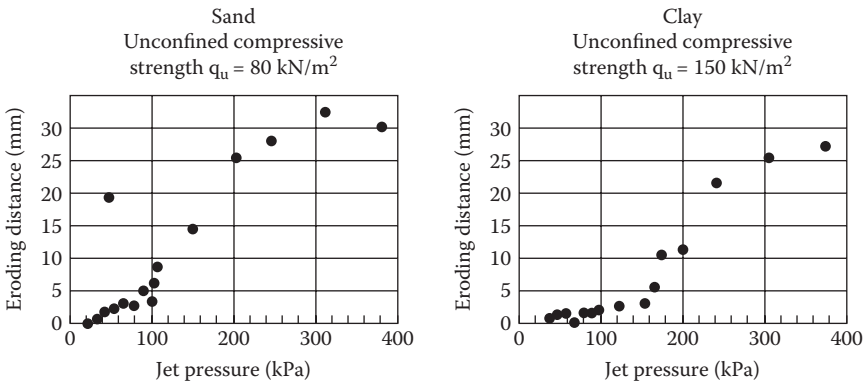 Sand
Unconfined compressive
strength qᵤ = 80 kN/m²
Eroding distance (mm)
30
25
20
15
10
5
0
0 100 200 300 400
Jet pressure (kPa)
Clay
Unconfined compressive
strength qᵤ = 150 kN/m²
Eroding distance (mm)
30
25
20
15
10
5
0
0 100 200 300 400
Jet pressure (kPa)